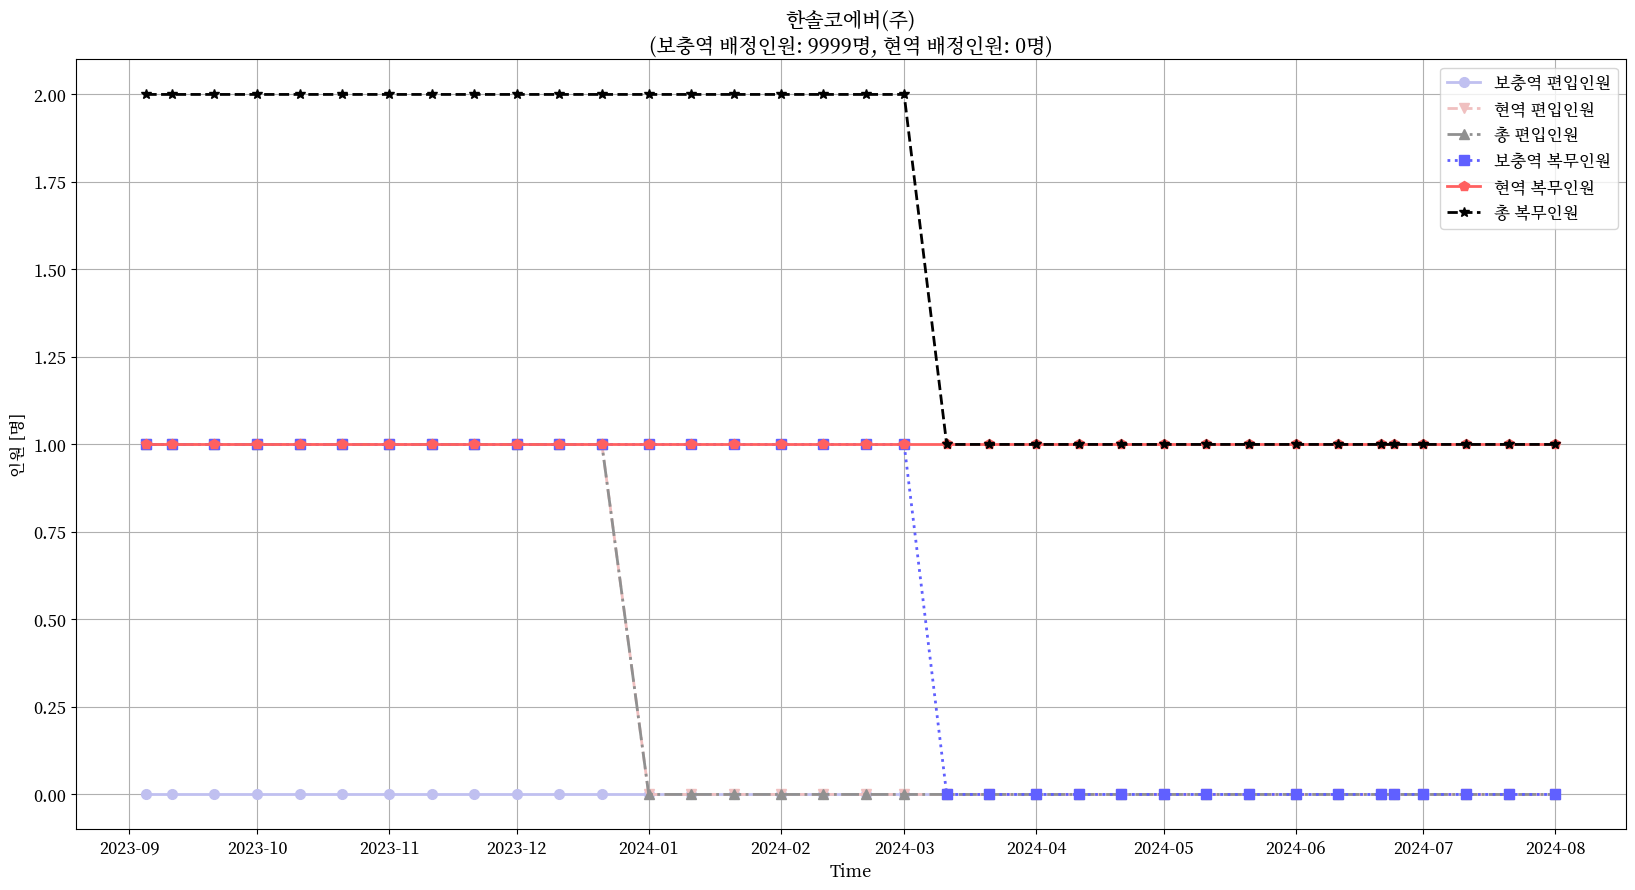 한솔코에버(주)
(보충역 배정인원: 9999명, 현역 배정인원: 0명)
보충역 편입인원
현역 편입인원
총 편입인원
보충역 복무인원
현역 복무인원
총 복무인원
인원 [명]
2.00
1.75
1.50
1.25
1.00
0.75
0.50
0.25
0.00
2023-09 2023-10 2023-11 2023-12 2024-01 2024-02 2024-03 2024-04 2024-05 2024-06 2024-07 2024-08
Time